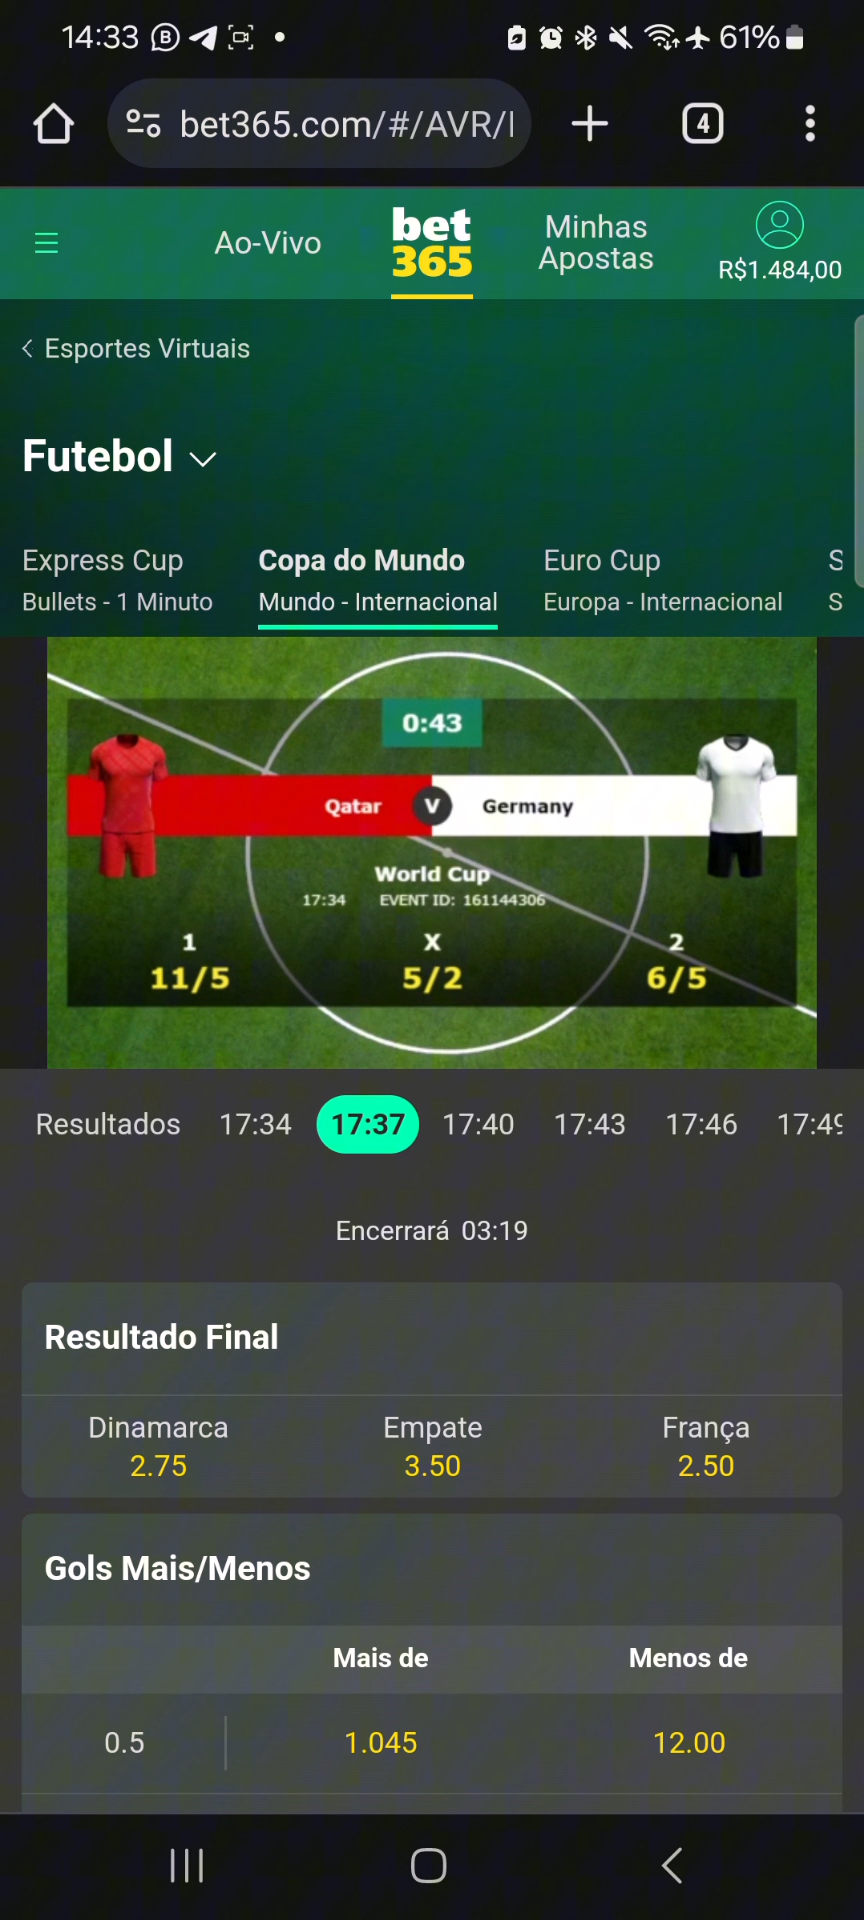 14:33
61%
bet365.com/#/AVR/
4
Ao-Vivo
bet
365
Minhas
Apostas
R$1.484,00
Esportes Virtuais
Futebol
Express Cup
Bullets - 1 Minuto
Copa do Mundo
Mundo - Internacional
Euro Cup
Europa - Internacional
S
S
0:43
Qatar V Germany
World Cup
17:34 EVENT ID: 161144306
1 X 2
11/5 5/2 6/5
Resultados 17:34 17:37 17:40 17:43 17:46 17:49
Encerrará 03:19
Resultado Final
Dinamarca Empate França
2.75 3.50 2.50
Gols Mais/Menos
Mais de Menos de
0.5 1.045 12.00